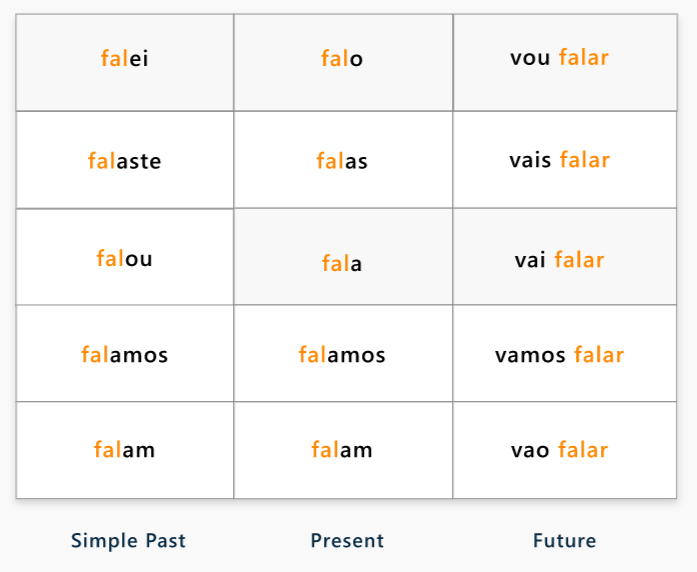 falei falo vou falar
falaste falas vais falar
falou fala vai falar
falamos falamos vamos falar
falam falam vao falar
Simple Past Present Future